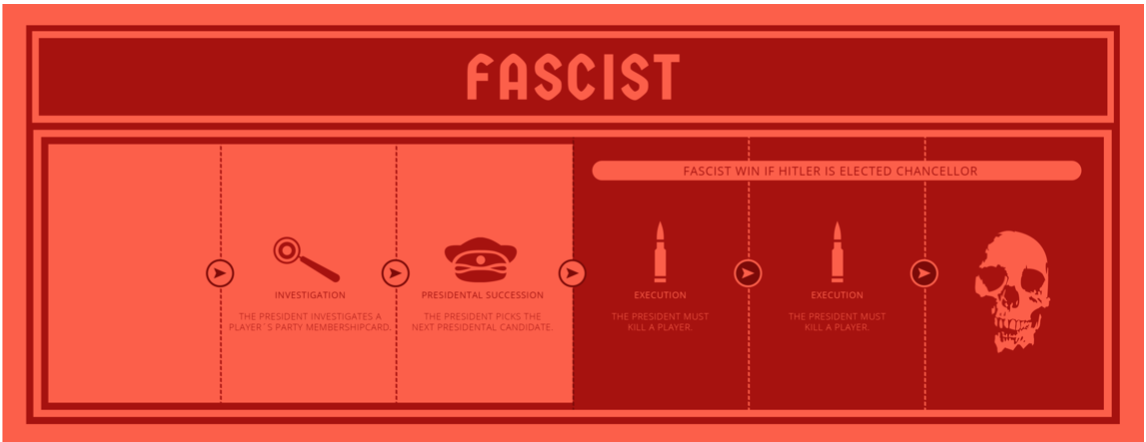 FASCIST
FASCIST WIN IF HITLER IS ELECTED CHANCELLOR
INVESTIGATION
THE PRESIDENT INVESTIGATES A
PLAYER´S PARTY MEMBERSHIPCARD.
PRESIDENTAL SUCCESSION
THE PRESIDENT PICKS THE
NEXT PRESIDENTAL CANDIDATE.
EXECUTION
THE PRESIDENT MUST
KILL A PLAYER.
EXECUTION
THE PRESIDENT MUST
KILL A PLAYER.